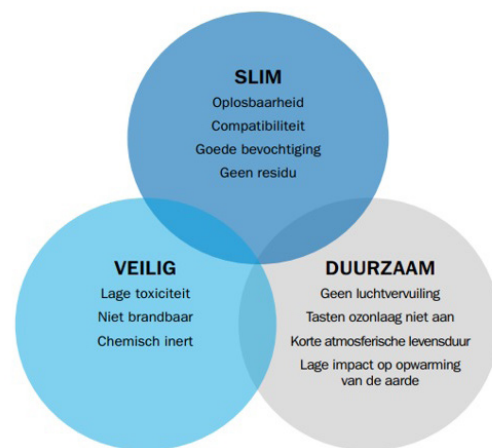 SLIM
Oplosbaarheid
Compatibiliteit
Goede bevochtiging
Geen residu
VEILIG
Lage toxiciteit
Niet brandbaar
Chemisch inert
DUURZAAM
Geen luchtvervuiling
Tasten ozonlaag niet aan
Korte atmosferische levensduur
Lage impact op opwarming
van de aarde